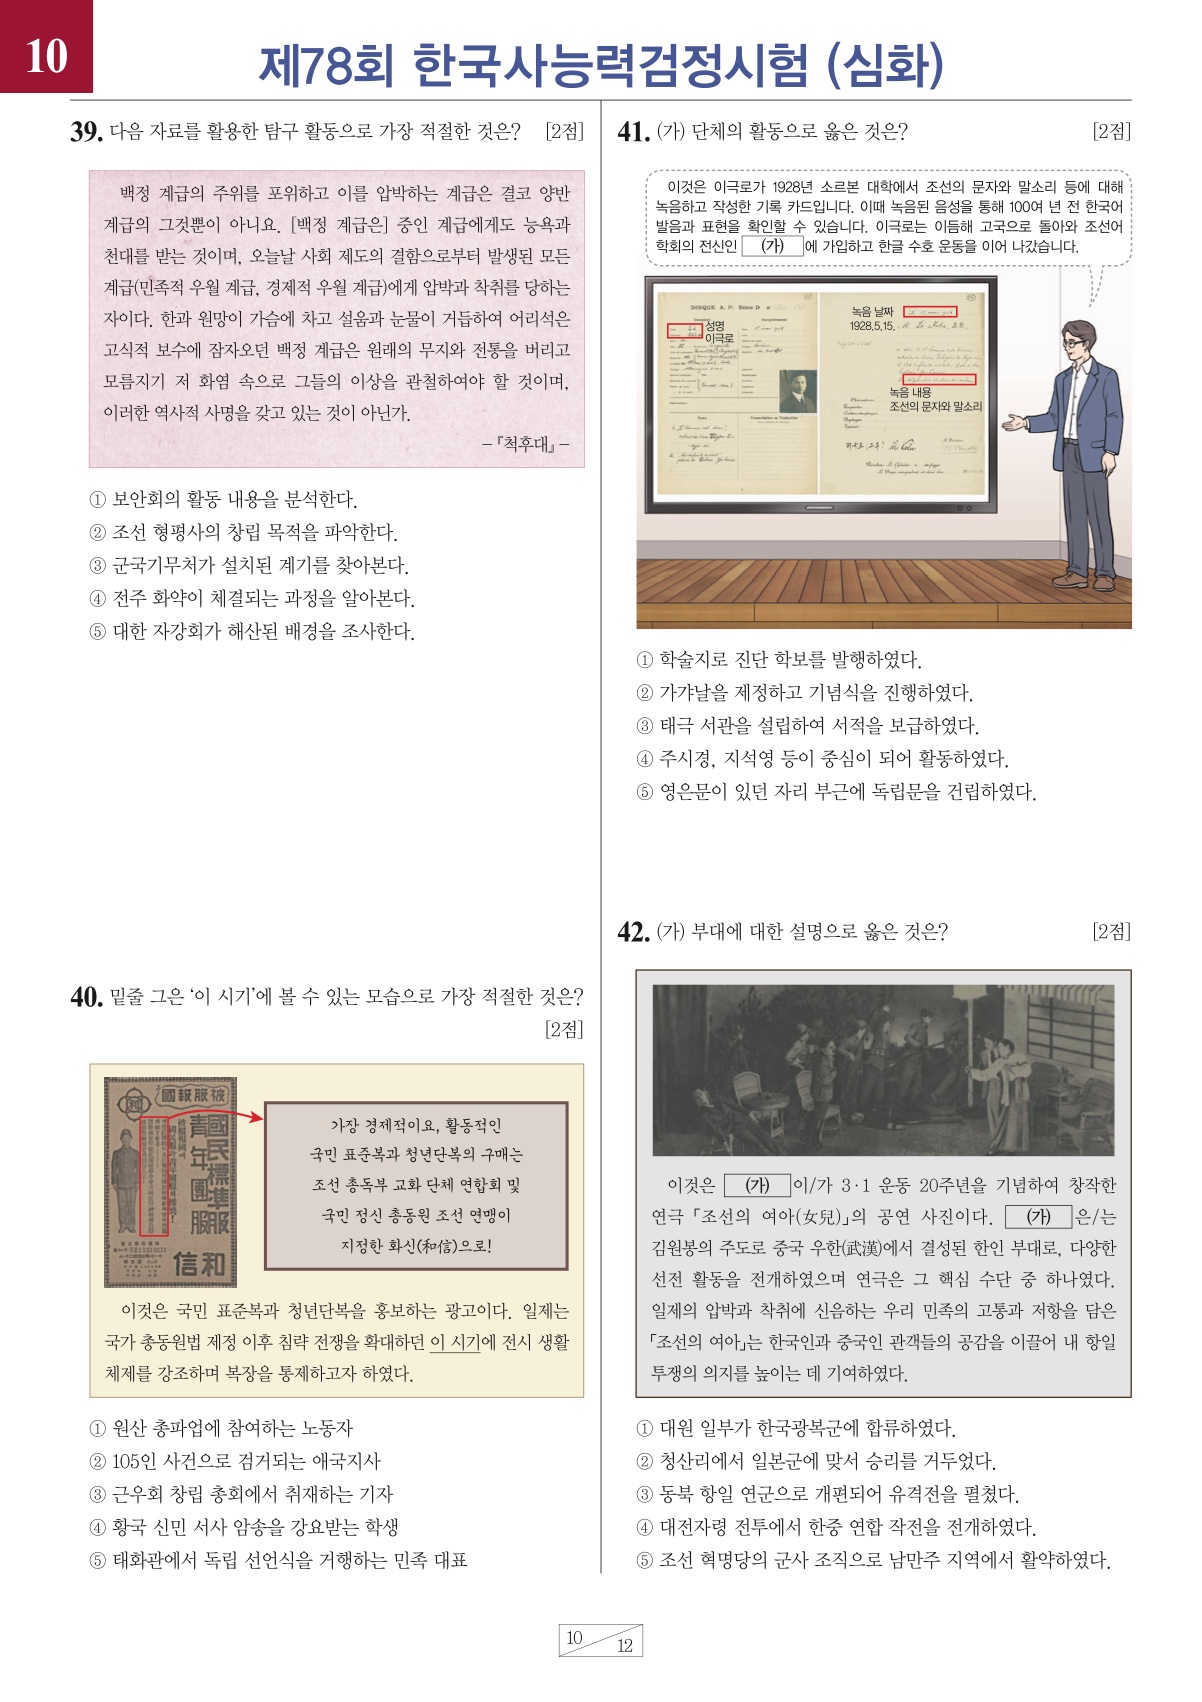 10
제78회 한국사능력검정시험 (심화)
39. 다음 자료를 활용한 탐구 활동으로 가장 적절한 것은? [2점]
백정 계급의 주위를 포위하고 이를 압박하는 계급은 결코 양반
계급의 그것뿐이 아니요. [백정 계급은] 중인 계급에게도 능욕과
천대를 받는 것이며, 오늘날 사회 제도의 결함으로부터 발생된 모든
계급(민족적 우월 계급, 경제적 우월 계급)에게 압박과 착취를 당하는
자이다. 한과 원망이 가슴에 차고 설움과 눈물이 거듭하여 어리석은
고식적 보수에 잠자오던 백정 계급은 원래의 무지와 전통을 버리고
모름지기 저 화염 속으로 그들의 이상을 관철하여야 할 것이며,
이러한 역사적 사명을 갖고 있는 것이 아닌가.
- 『척후대』 -
① 보안회의 활동 내용을 분석한다.
② 조선 형평사의 창립 목적을 파악한다.
③ 군국기무처가 설치된 계기를 찾아본다.
④ 전주 화약이 체결되는 과정을 알아본다.
⑤ 대한 자강회가 해산된 배경을 조사한다.
40. 밑줄 그은 ‘이 시기’에 볼 수 있는 모습으로 가장 적절한 것은?
[2점]
國報服被
國民標準服
青年團服
信和
가장 경제적이요, 활동적인
국민 표준복과 청년단복의 구매는
조선 총독부 교화 단체 연합회 및
국민 정신 총동원 조선 연맹이
지정한 화신(和信)으로!
이것은 국민 표준복과 청년단복을 홍보하는 광고이다. 일제는
국가 총동원법 제정 이후 침략 전쟁을 확대하던 이 시기에 전시 생활
체제를 강조하며 복장을 통제하고자 하였다.
① 원산 총파업에 참여하는 노동자
② 105인 사건으로 검거되는 애국지사
③ 근우회 창립 총회에서 취재하는 기자
④ 황국 신민 서사 암송을 강요받는 학생
⑤ 태화관에서 독립 선언식을 거행하는 민족 대표
41. (가) 단체의 활동으로 옳은 것은? [2점]
이것은 이극로가 1928년 소르본 대학에서 조선의 문자와 말소리 등에 대해
녹음하고 작성한 기록 카드입니다. 이때 녹음된 음성을 통해 100여 년 전 한국어
발음과 표현을 확인할 수 있습니다. 이극로는 이듬해 고국으로 돌아와 조선어
학회의 전신인 (가) 에 가입하고 한글 수호 운동을 이어 나갔습니다.
DISQUE A. P. Série D
성명
이극로
녹음 날짜
1928.5.15.
녹음 내용
조선의 문자와 말소리
① 학술지로 진단 학보를 발행하였다.
② 가갸날을 제정하고 기념식을 진행하였다.
③ 태극 서관을 설립하여 서적을 보급하였다.
④ 주시경, 지석영 등이 중심이 되어 활동하였다.
⑤ 영은문이 있던 자리 부근에 독립문을 건립하였다.
42. (가) 부대에 대한 설명으로 옳은 것은? [2점]
이것은 (가) 이/가 3·1 운동 20주년을 기념하여 창작한
연극 「조선의 여아(女兒)」의 공연 사진이다. (가) 은/는
김원봉의 주도로 중국 우한(武漢)에서 결성된 한인 부대로, 다양한
선전 활동을 전개하였으며 연극은 그 핵심 수단 중 하나였다.
일제의 압박과 착취에 신음하는 우리 민족의 고통과 저항을 담은
「조선의 여아」는 한국인과 중국인 관객들의 공감을 이끌어 내 항일
투쟁의 의지를 높이는 데 기여하였다.
① 대원 일부가 한국광복군에 합류하였다.
② 청산리에서 일본군에 맞서 승리를 거두었다.
③ 동북 항일 연군으로 개편되어 유격전을 펼쳤다.
④ 대전자령 전투에서 한중 연합 작전을 전개하였다.
⑤ 조선 혁명당의 군사 조직으로 남만주 지역에서 활약하였다.
10
12